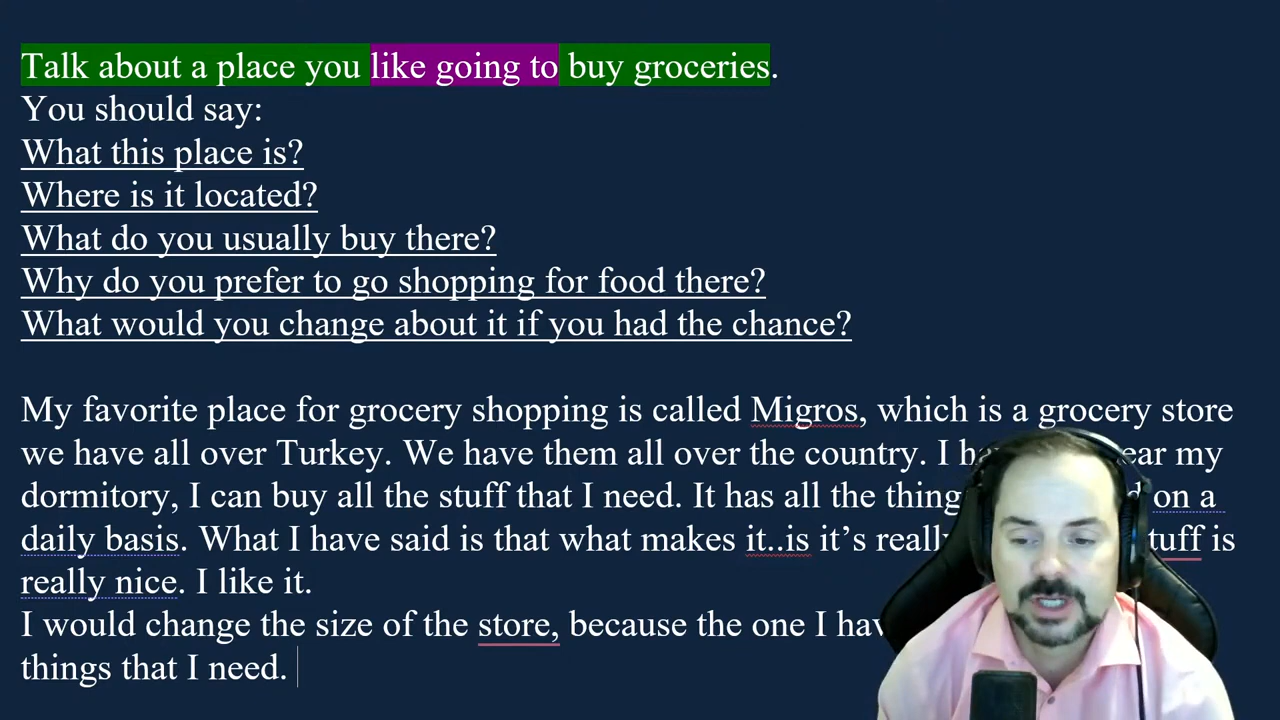 Talk about a place you like going to buy groceries.
You should say:
What this place is?
Where is it located?
What do you usually buy there?
Why do you prefer to go shopping for food there?
What would you change about it if you had the chance?
My favorite place for grocery shopping is called Migros, which is a grocery store
we have all over Turkey. We have them all over the country. I my
dormitory, I can buy all the stuff that I need. It has all the on a
daily basis. What I have said is that what makes it..is it’s is
really nice. I like it.
I would change the size of the store, because the one I
things that I need.